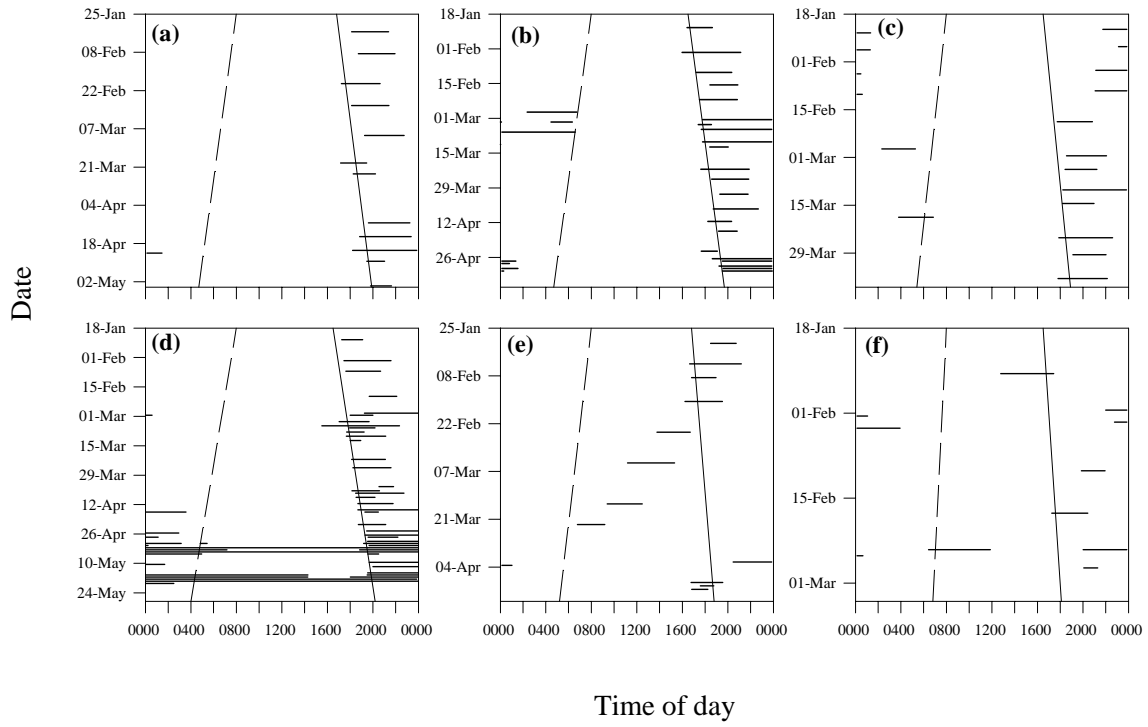 Date
(a)
25-Jan
08-Feb
22-Feb
07-Mar
21-Mar
04-Apr
18-Apr
02-May
(b)
18-Jan
01-Feb
15-Feb
01-Mar
15-Mar
29-Mar
12-Apr
26-Apr
(c)
18-Jan
01-Feb
15-Feb
01-Mar
15-Mar
29-Mar
(d)
18-Jan
01-Feb
15-Feb
01-Mar
15-Mar
29-Mar
12-Apr
26-Apr
10-May
24-May
0000 0400 0800 1200 1600 2000 0000
(e)
25-Jan
08-Feb
22-Feb
07-Mar
21-Mar
04-Apr
0000 0400 0800 1200 1600 2000 0000
(f)
18-Jan
01-Feb
15-Feb
01-Mar
0000 0400 0800 1200 1600 2000 0000
Time of day